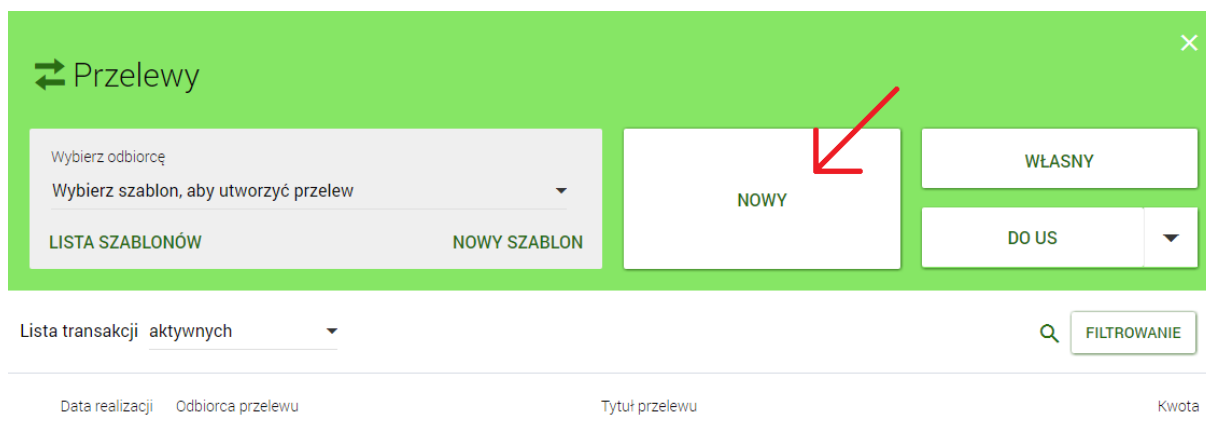 Przelewy
Wybierz odbiorcę
Wybierz szablon, aby utworzyć przelew
LISTA SZABLONÓW
NOWY SZABLON
NOWY
WŁASNY
DO US
Lista transakcji aktywnych
FILTROWANIE
Data realizacji Odbiorca przelewu Tytuł przelewu Kwota